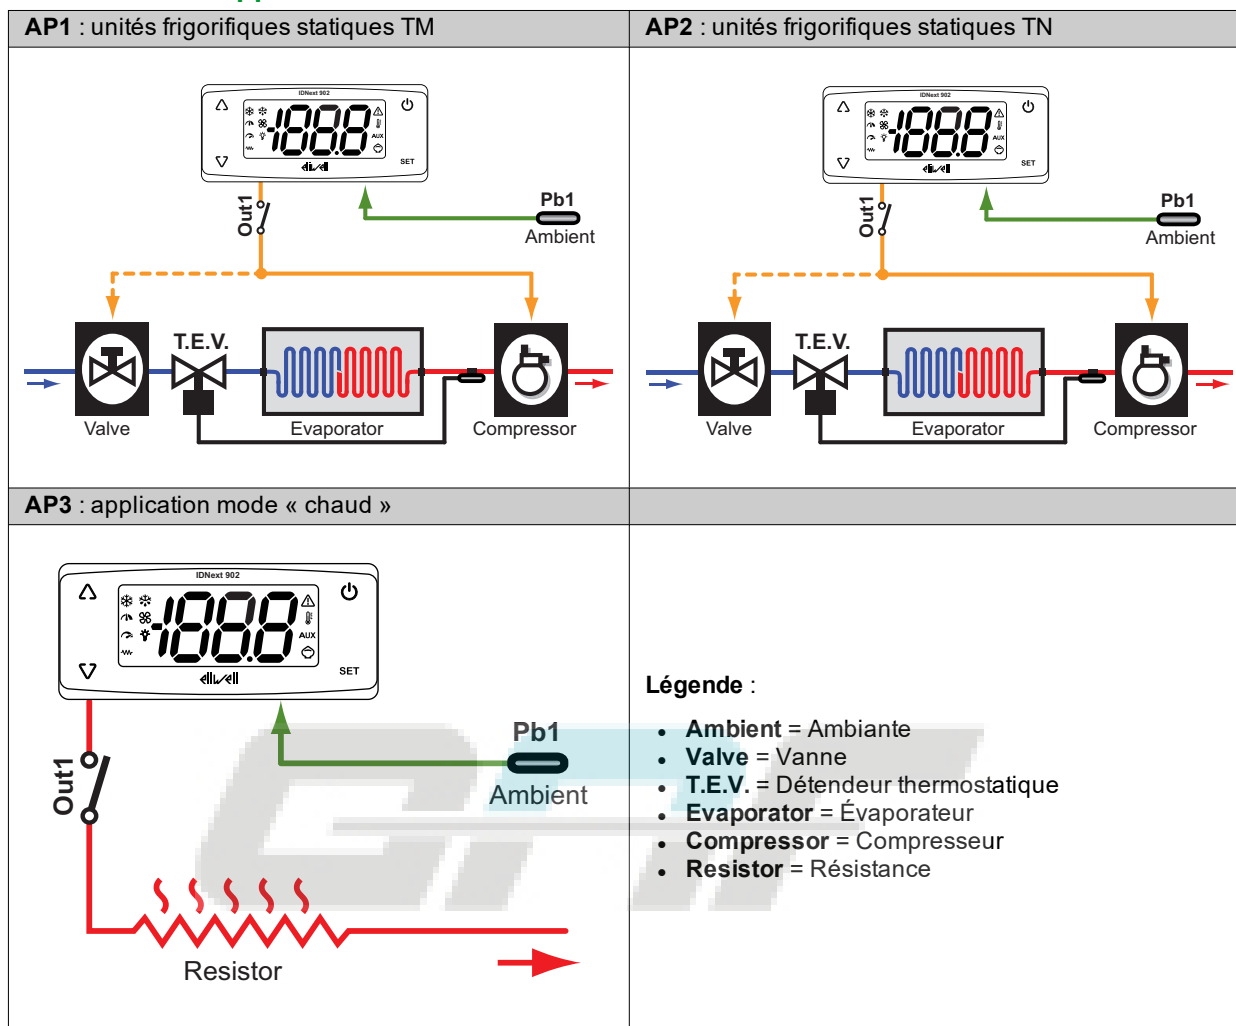 AP1 : unités frigorifiques statiques TM
AP2 : unités frigorifiques statiques TN
IDNext 902
188.8
AUX
SET
eliwell
Out1
Pb1
Ambient
T.E.V.
Valve
Evaporator
Compressor
IDNext 902
188.8
AUX
SET
eliwell
Out1
Pb1
Ambient
T.E.V.
Valve
Evaporator
Compressor
AP3 : application mode « chaud »
IDNext 902
188.8
AUX
SET
eliwell
Out1
Pb1
Ambient
Resistor
Légende :
• Ambient = Ambiante
• Valve = Vanne
• T.E.V. = Détendeur thermostatique
• Evaporator = Évaporateur
• Compressor = Compresseur
• Resistor = Résistance